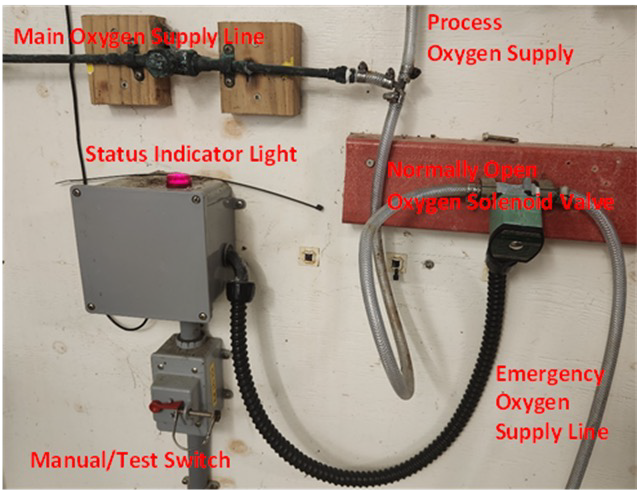 Main Oxygen Supply Line
Process
Oxygen Supply
Status Indicator Light
Normally Open
Oxygen Solenoid Valve
Emergency
Oxygen
Supply Line
Manual/Test Switch